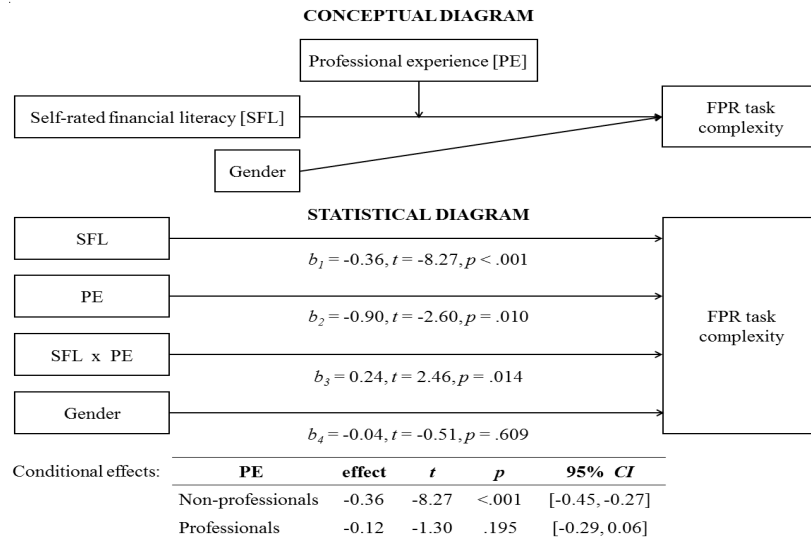 CONCEPTUAL DIAGRAM
Professional experience [PE]
Self-rated financial literacy [SFL]
FPR task
complexity
Gender
STATISTICAL DIAGRAM
SFL
b₁ = -0.36, t = -8.27, p < .001
PE
b₂ = -0.90, t = -2.60, p = .010
FPR task
complexity
SFL x PE
b₃ = 0.24, t = 2.46, p = .014
Gender
b₄ = -0.04, t = -0.51, p = .609
Conditional effects: PE effect t p 95% CI
Non-professionals -0.36 -8.27 <.001 [-0.45, -0.27]
Professionals -0.12 -1.30 .195 [-0.29, 0.06]